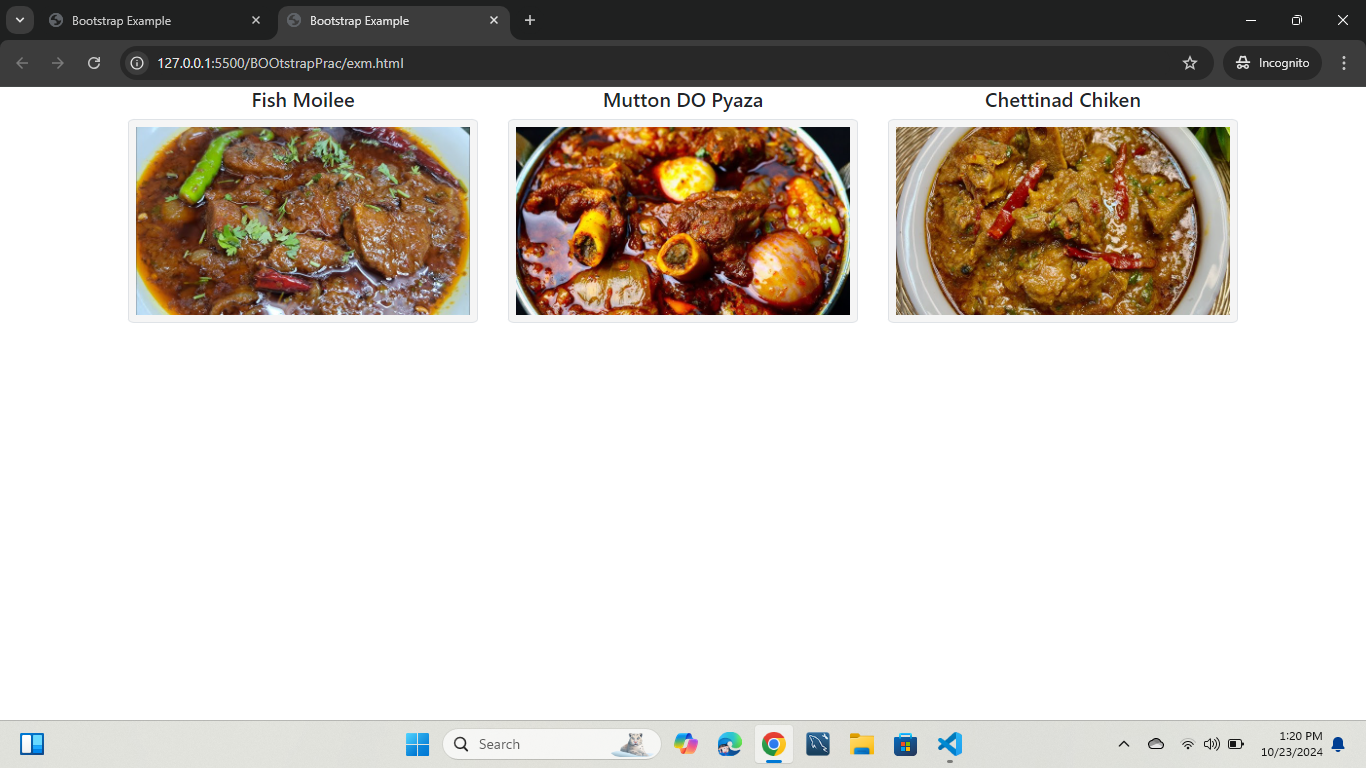 Bootstrap Example
Bootstrap Example
127.0.0.1:5500/BOOtstrapPrac/exm.html
Incognito
Fish Moilee
Mutton DO Pyaza
Chettinad Chiken
Search
1:20 PM
10/23/2024